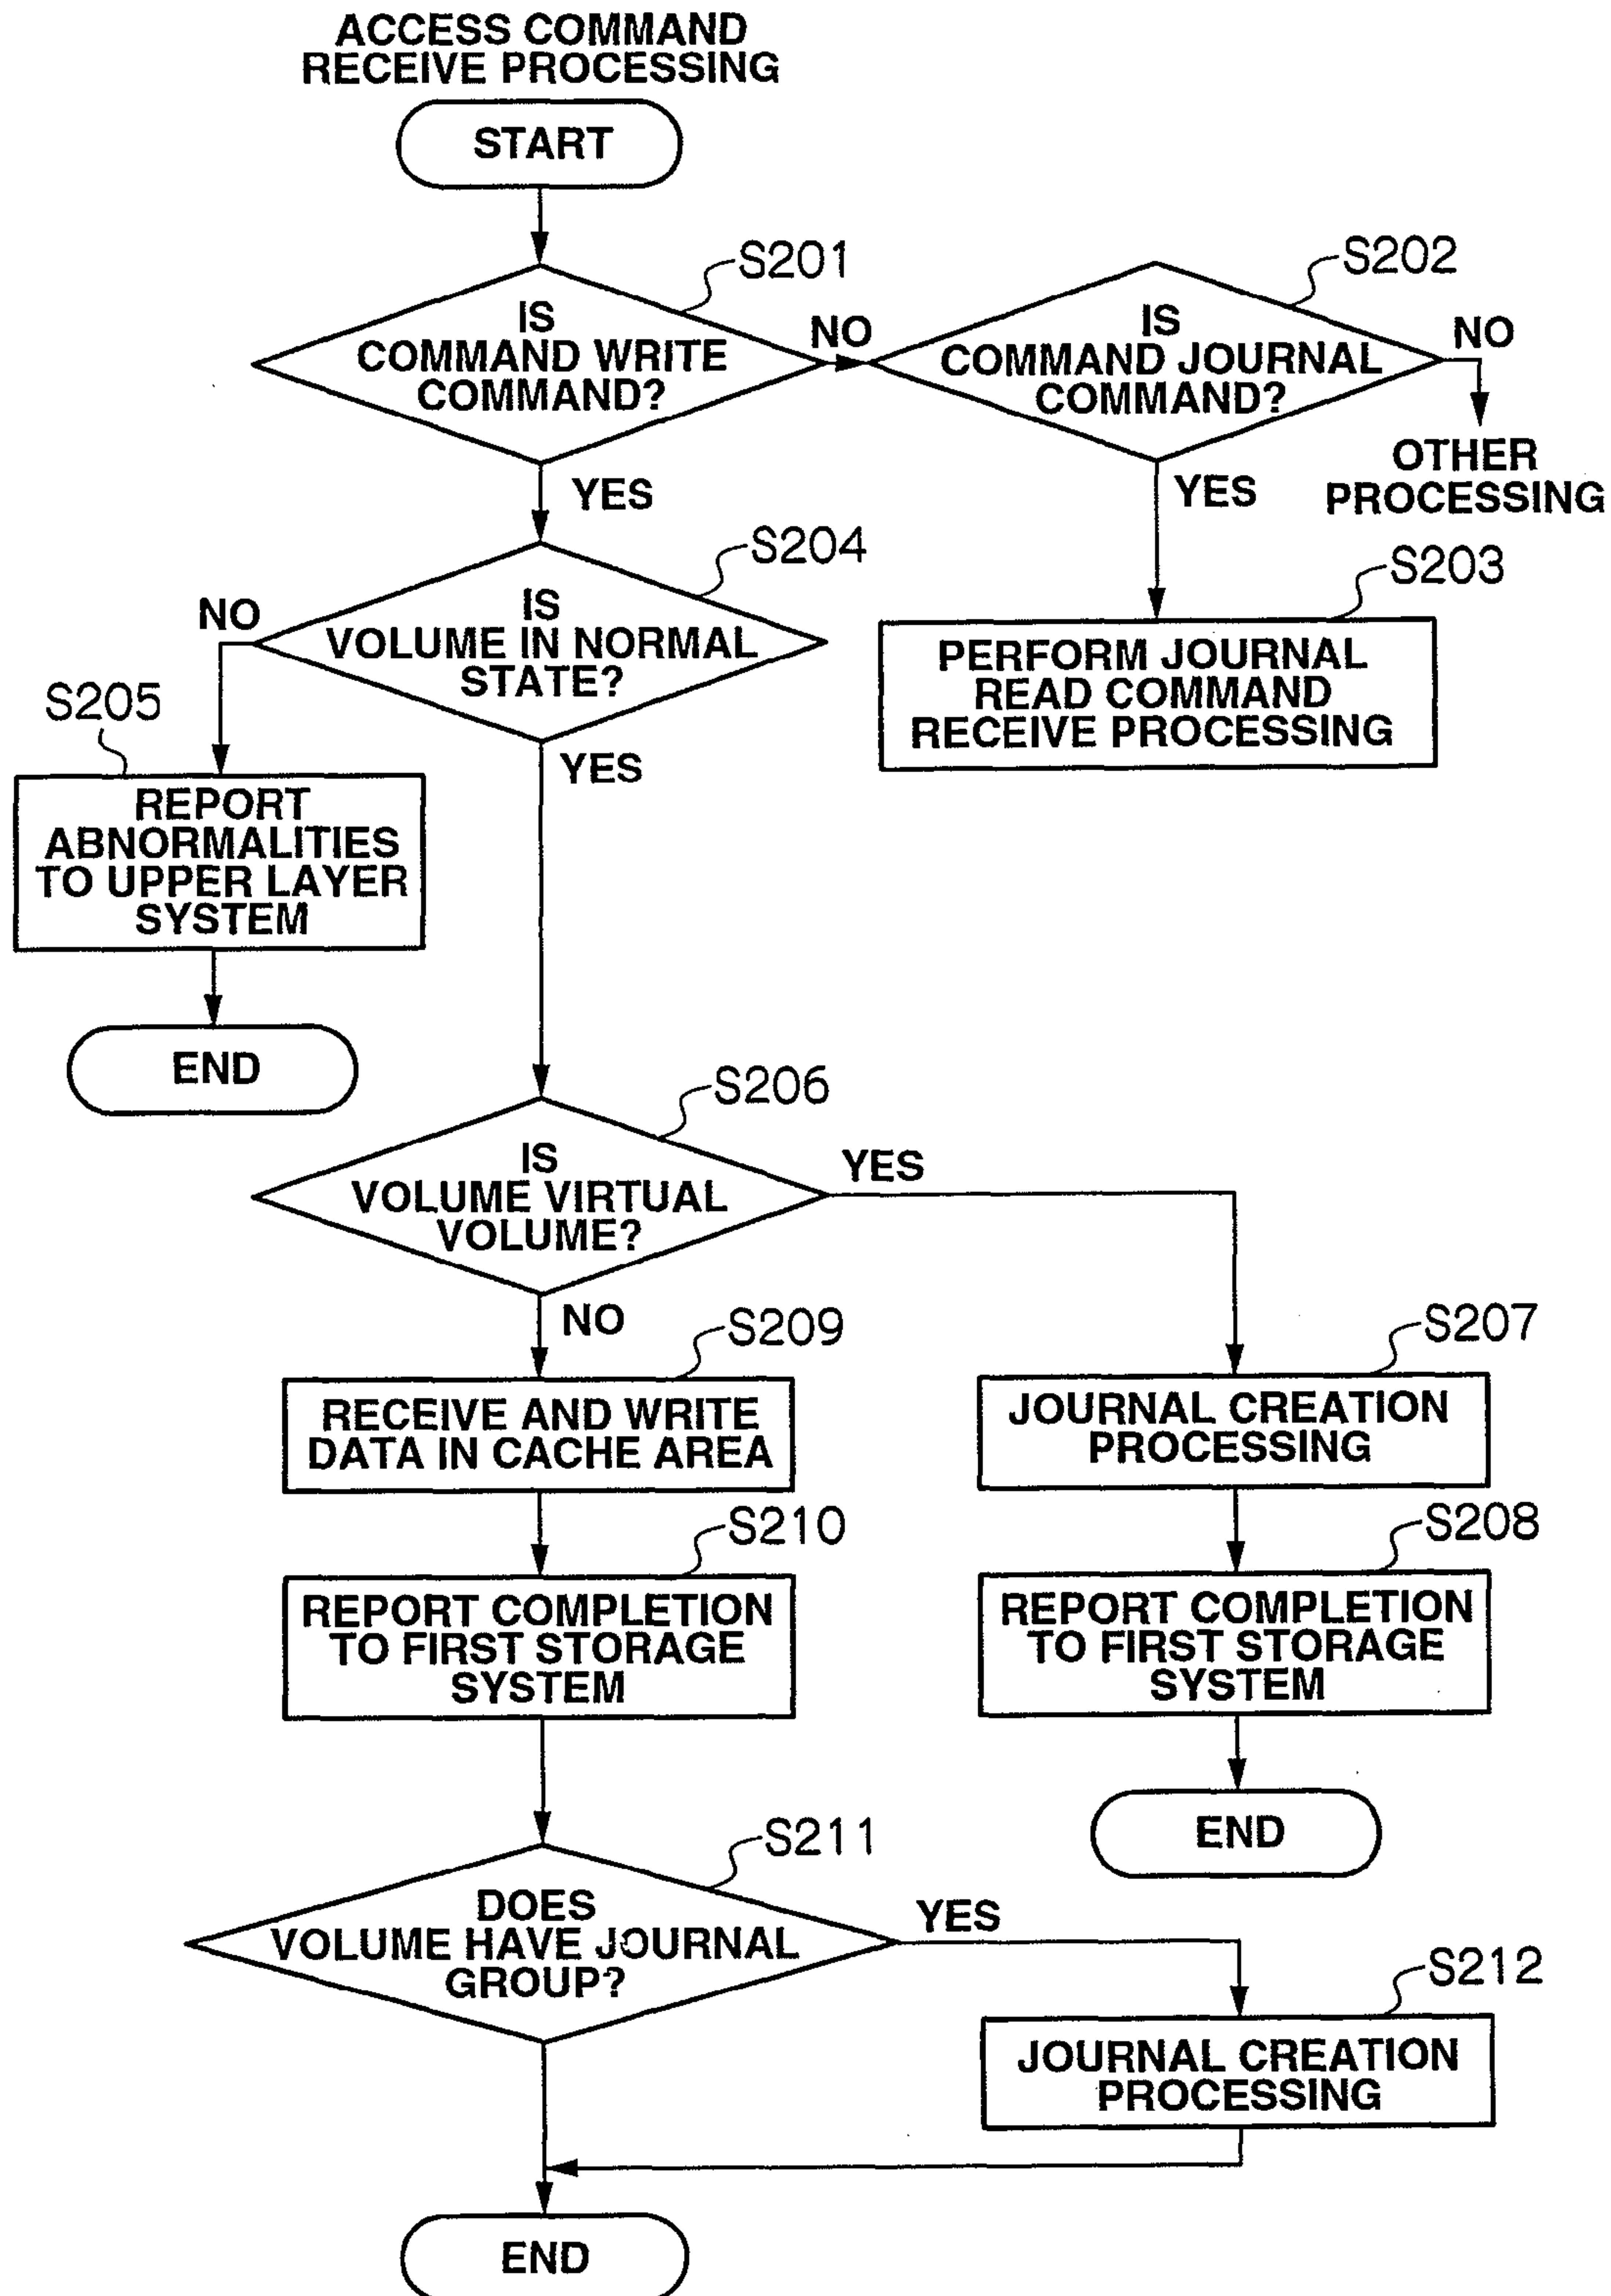 ACCESS COMMAND
RECEIVE PROCESSING
START
S201
IS
COMMAND WRITE
COMMAND?
NO
S202
IS
COMMAND JOURNAL
COMMAND?
NO
OTHER
PROCESSING
YES
YES
S203
PERFORM JOURNAL
READ COMMAND
RECEIVE PROCESSING
S204
IS
VOLUME IN NORMAL
STATE?
NO
S205
REPORT
ABNORMALITIES
TO UPPER LAYER
SYSTEM
END
YES
S206
IS
VOLUME VIRTUAL
VOLUME?
YES
NO
S209
RECEIVE AND WRITE
DATA IN CACHE AREA
S207
JOURNAL CREATION
PROCESSING
S210
REPORT COMPLETION
TO FIRST STORAGE
SYSTEM
S208
REPORT COMPLETION
TO FIRST STORAGE
SYSTEM
END
S211
DOES
VOLUME HAVE JOURNAL
GROUP?
YES
S212
JOURNAL CREATION
PROCESSING
END